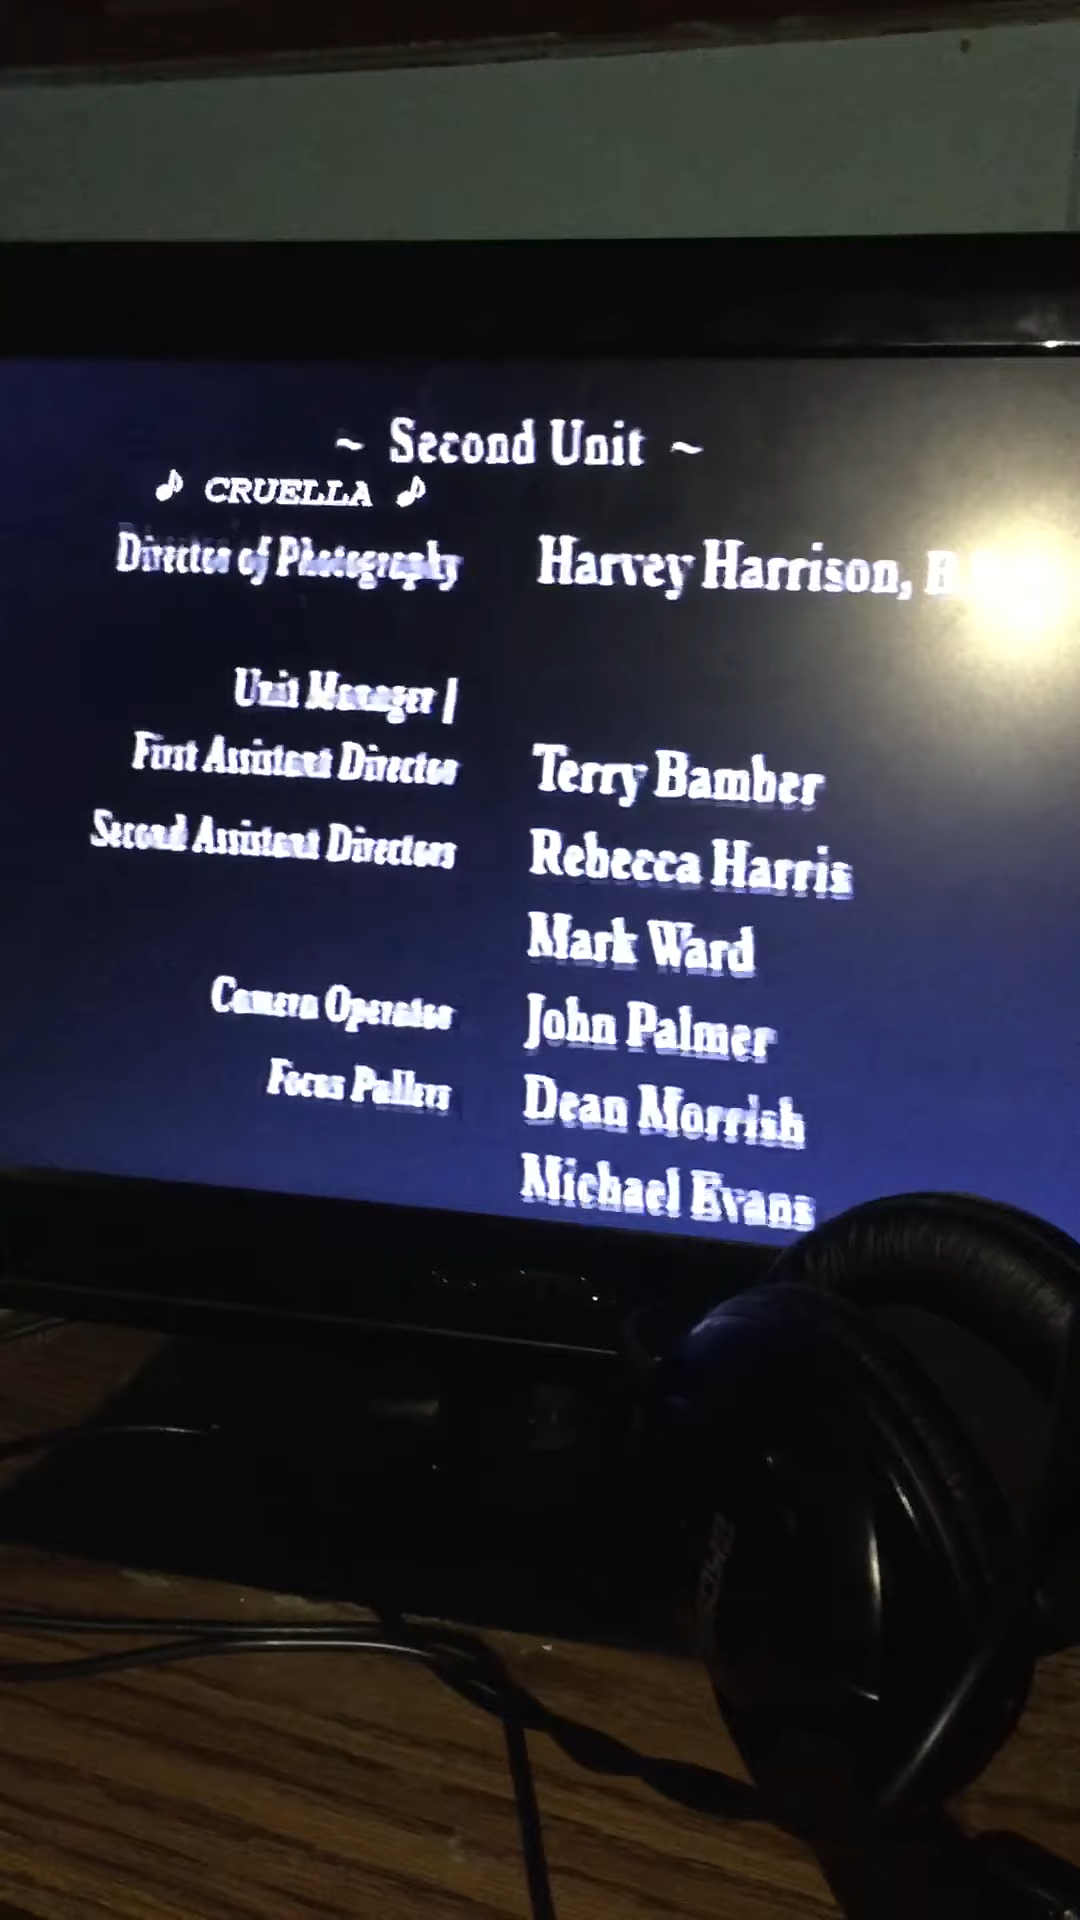 ~ Second Unit ~
♪ CRUELLA ♪
Director of Photography Harvey Harrison, B
Unit Manager |
First Assistant Director Terry Bamber
Second Assistant Directors Rebecca Harris
Mark Ward
Camera Operator John Palmer
Focus Pullers Dean Morrish
Michael Evans